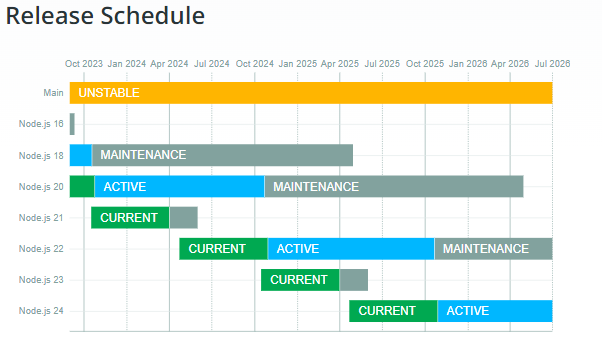 Release Schedule
Oct 2023 Jan 2024 Apr 2024 Jul 2024 Oct 2024 Jan 2025 Apr 2025 Jul 2025 Oct 2025 Jan 2026 Apr 2026 Jul 2026
Main UNSTABLE
Node.js 16
Node.js 18 MAINTENANCE
Node.js 20 ACTIVE MAINTENANCE
Node.js 21 CURRENT
Node.js 22 CURRENT ACTIVE MAINTENANCE
Node.js 23 CURRENT
Node.js 24 CURRENT ACTIVE